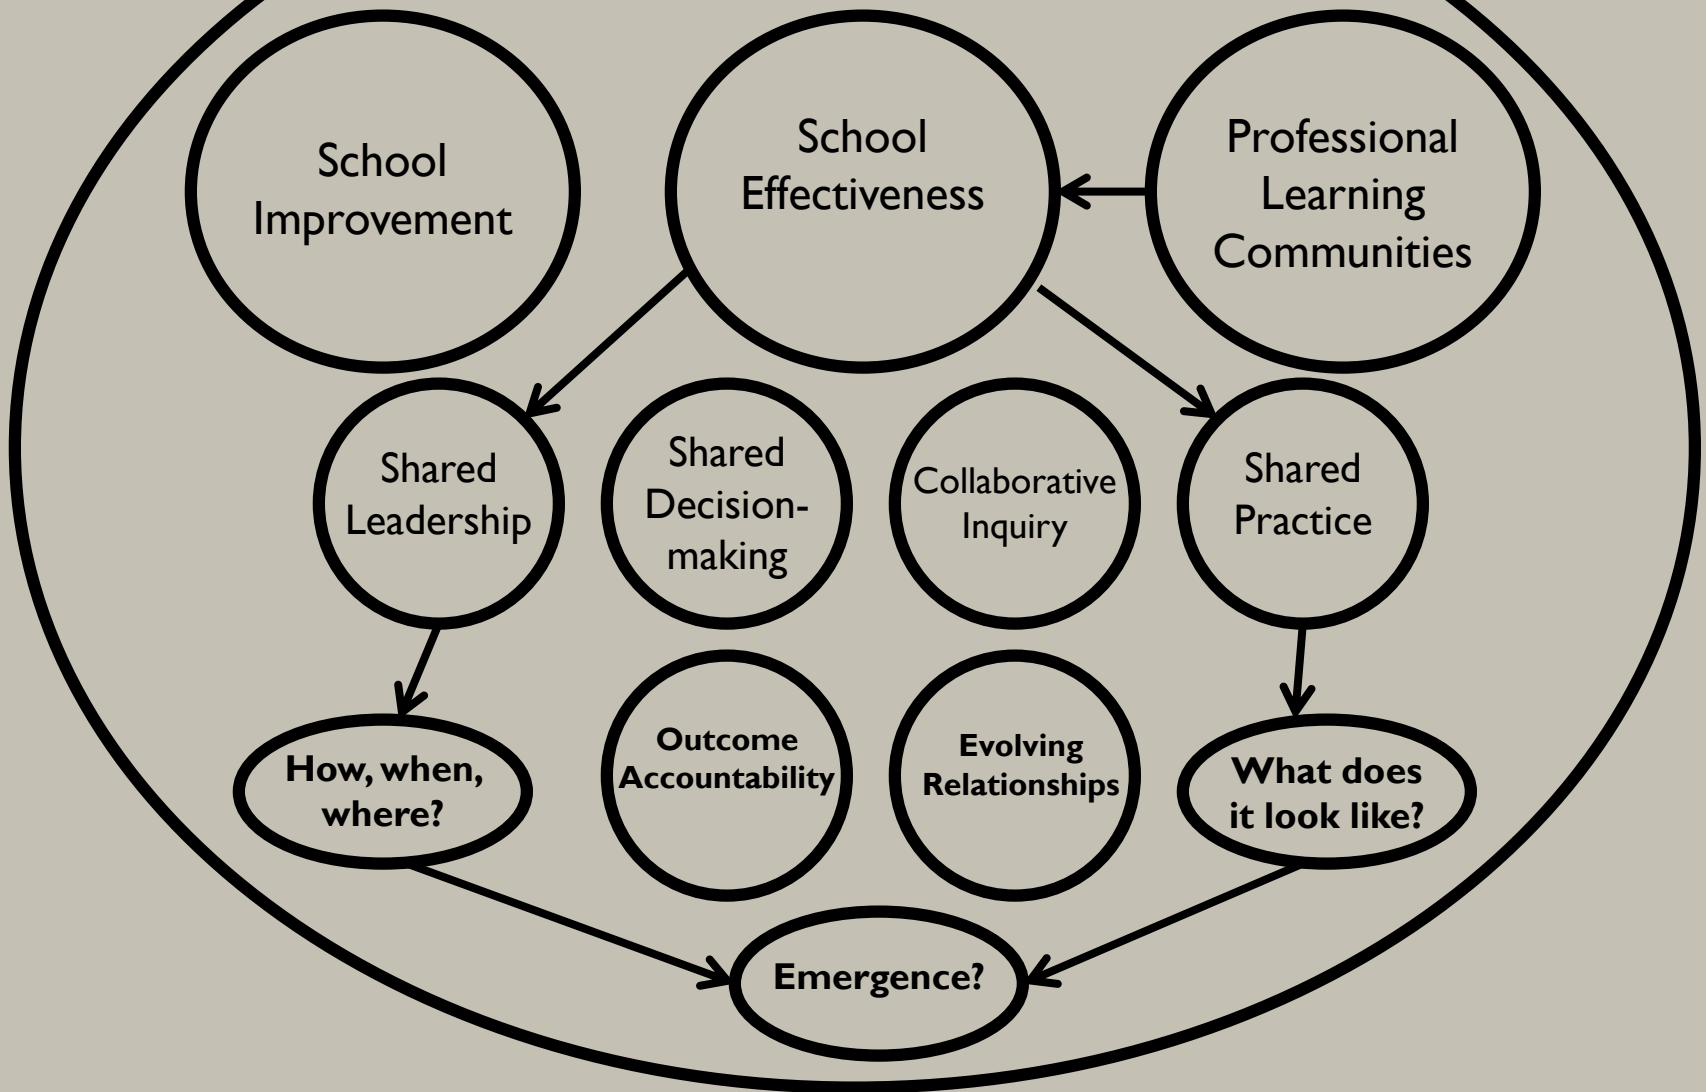 School
Improvement
School
Effectiveness
Professional
Learning
Communities
Shared
Leadership
Shared
Decision-
making
Collaborative
Inquiry
Shared
Practice
How, when,
where?
Outcome
Accountability
Evolving
Relationships
What does
it look like?
Emergence?